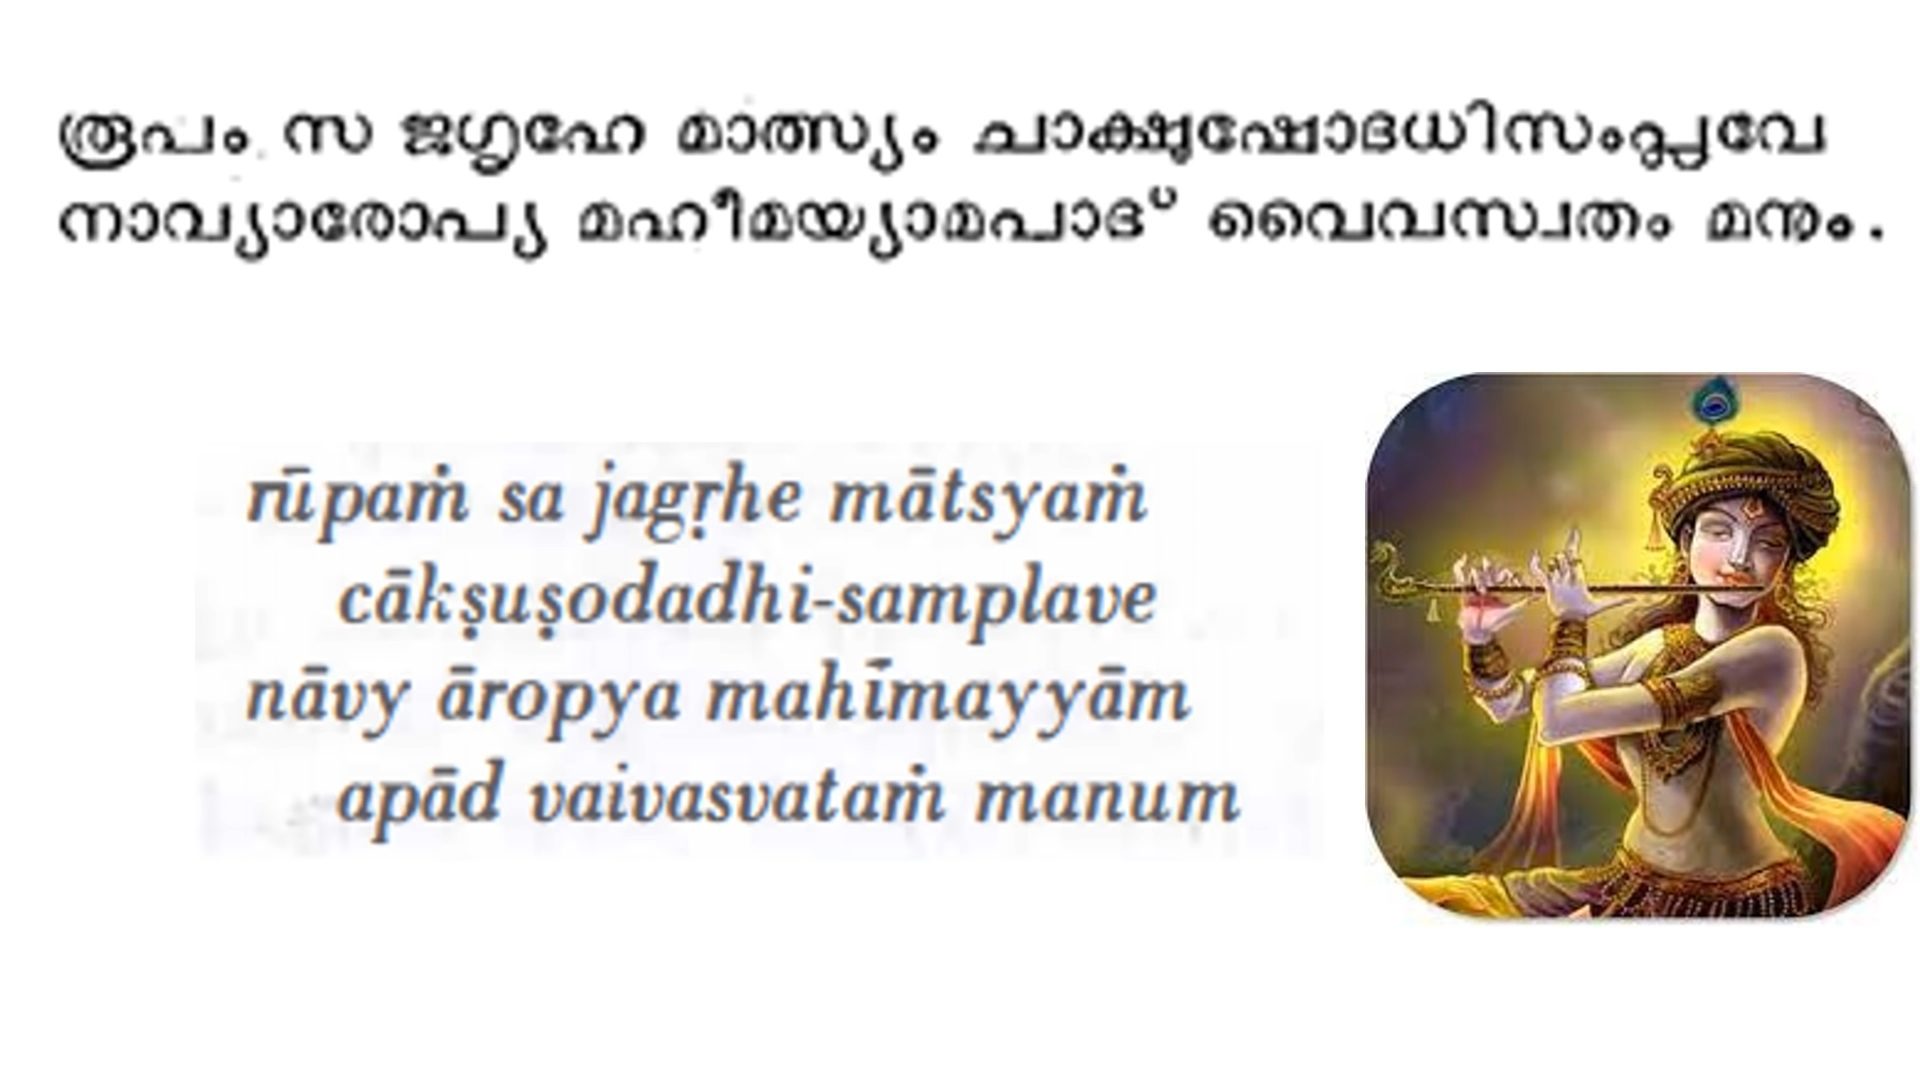 രൂപം സ ജഗൃഹേ മാത്സ്യം ചാക്ഷുഷോദധിസംപ്ലവേ
നാവ്യാരോപ്യ മഹീമയ്യാമപാദ് വൈവസ്വതം മനും.
rūpaṁ sa jagṛhe mātsyaṁ
cākṣuṣodadhi-samplave
nāvy āropya mahīmayyām
apād vaivasvataṁ manum